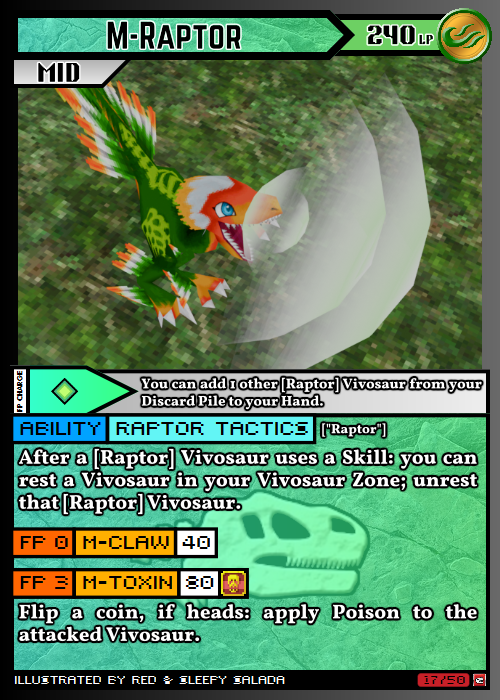 M-Raptor
240 LP
MID
FP CHARGE
You can add 1 other [Raptor] Vivosaur from your
Discard Pile to your Hand.
ABILITY RAPTOR TACTICS ["Raptor"]
After a [Raptor] Vivosaur uses a Skill: you can
rest a Vivosaur in your Vivosaur Zone; unrest
that [Raptor] Vivosaur.
FP 0 M-CLAW 40
FP 3 M-TOXIN 80
Flip a coin, if heads: apply Poison to the
attacked Vivosaur.
ILLUSTRATED BY RED & SLEEPY SALADA
17/50